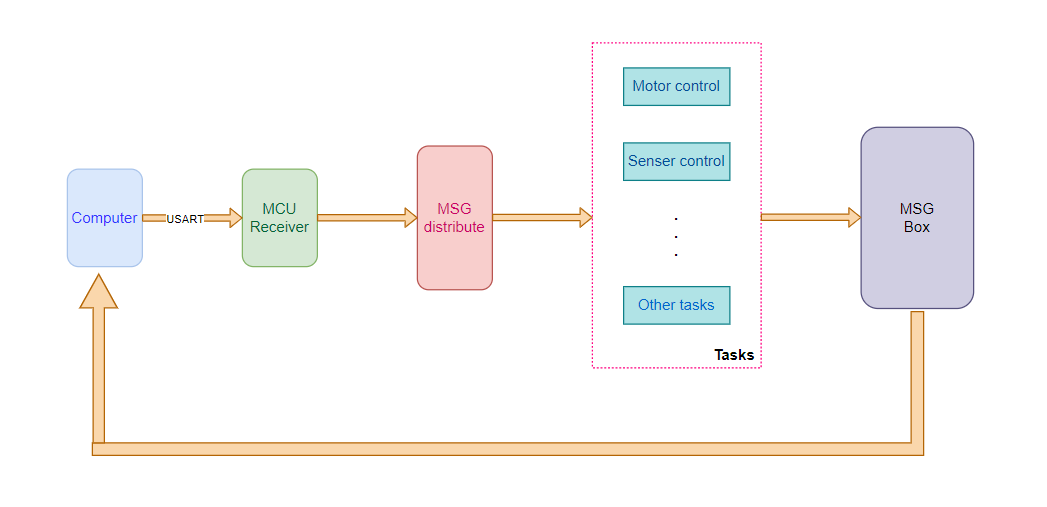 Computer
USART
MCU
Receiver
MSG
distribute
Motor control
Senser control
.
.
.
Other tasks
Tasks
MSG
Box